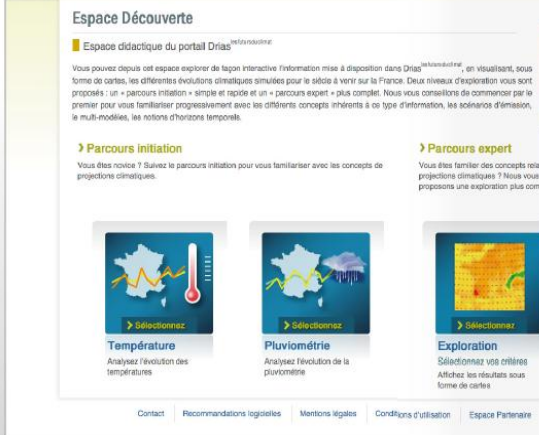 Espace Découverte
Espace didactique du portail Drias les futurs du climat
Vous pouvez depuis cet espace explorer de façon interactive l'information mise à disposition dans Drias les futurs du climat, en visualisant, sous
forme de cartes, les différentes évolutions climatiques simulées pour le siècle à venir sur la France. Deux niveaux d'exploration vous sont
proposés : un « parcours initiation » simple et rapide et un « parcours expert » plus complet. Nous vous conseillons de commencer par le
premier pour vous familiariser progressivement avec les différents concepts inhérents à ce type d'information, les scénarios d'émission,
le multi-modèles, les notions d'horizons temporels.
Parcours initiation
Vous êtes novice ? Suivez le parcours initiation pour vous familiariser avec les concepts de
projections climatiques.
Parcours expert
Vous êtes familier des concepts rela
projections climatiques ? Nous vous
proposons une exploration plus com
Sélectionnez
Température
Analysez l'évolution des
températures
Sélectionnez
Pluviométrie
Analysez l'évolution de la
pluviométrie
Sélectionnez
Exploration
Sélectionnez vos critères
Affichez les résultats sous
forme de cartes
Contact Recommandations logicielles Mentions légales Conditions d'utilisation Espace Partenaire